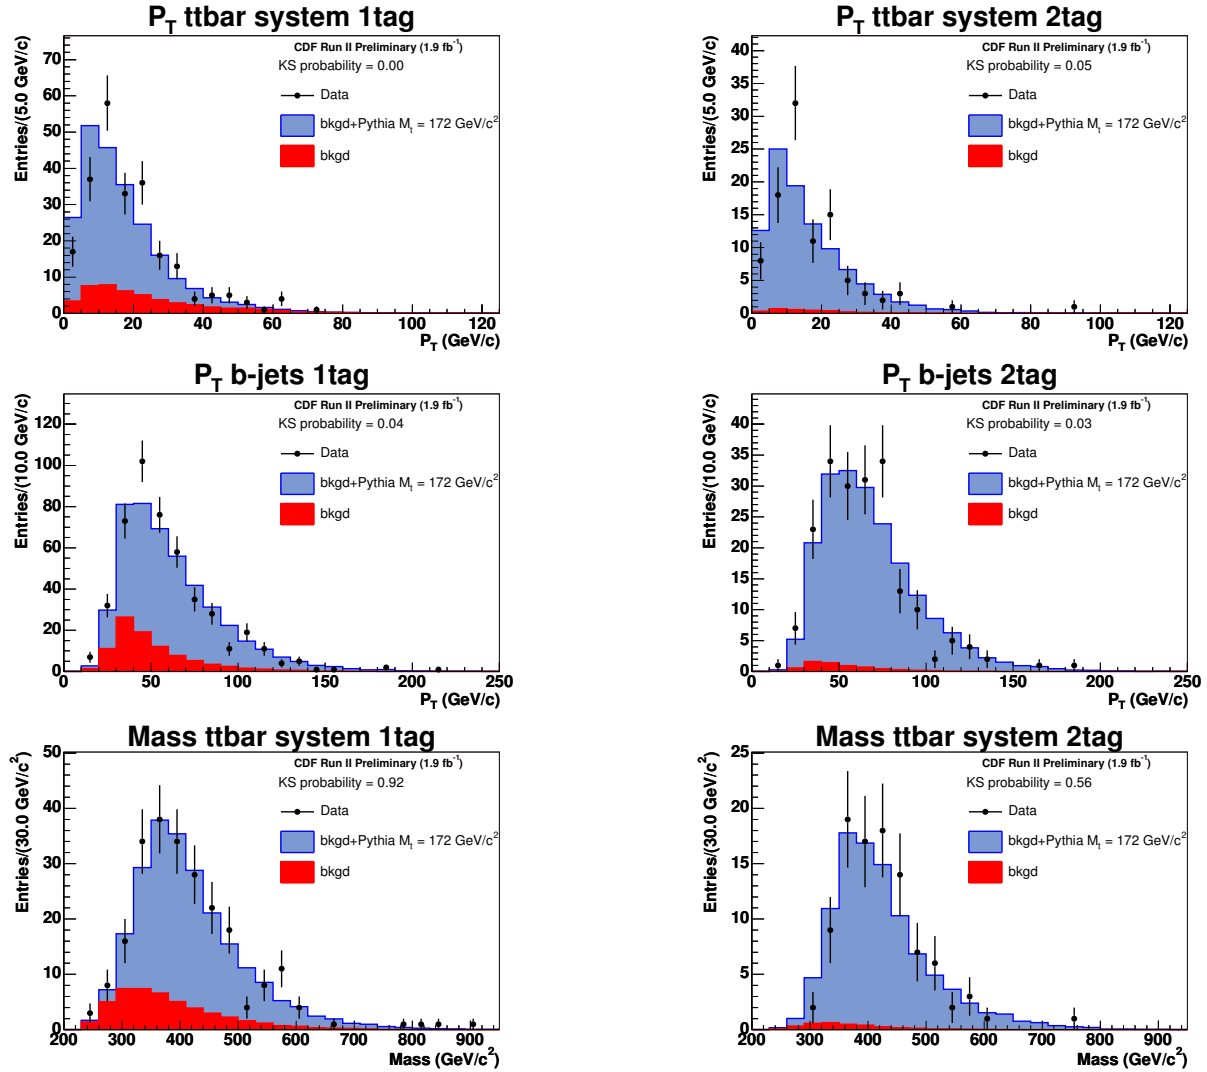 P_T ttbar system 1tag
CDF Run II Preliminary (1.9 fb⁻¹)
KS probability = 0.00
Data
bkgd+Pythia M_t = 172 GeV/c²
bkgd
Entries/(5.0 GeV/c)
0 10 20 30 40 50 60 70
0 20 40 60 80 100 120
P_T (GeV/c)
P_T ttbar system 2tag
CDF Run II Preliminary (1.9 fb⁻¹)
KS probability = 0.05
Data
bkgd+Pythia M_t = 172 GeV/c²
bkgd
Entries/(5.0 GeV/c)
0 5 10 15 20 25 30 35 40
0 20 40 60 80 100 120
P_T (GeV/c)
P_T b-jets 1tag
CDF Run II Preliminary (1.9 fb⁻¹)
KS probability = 0.04
Data
bkgd+Pythia M_t = 172 GeV/c²
bkgd
Entries/(10.0 GeV/c)
0 20 40 60 80 100 120
0 50 100 150 200 250
P_T (GeV/c)
P_T b-jets 2tag
CDF Run II Preliminary (1.9 fb⁻¹)
KS probability = 0.03
Data
bkgd+Pythia M_t = 172 GeV/c²
bkgd
Entries/(10.0 GeV/c)
0 5 10 15 20 25 30 35 40
0 50 100 150 200 250
P_T (GeV/c)
Mass ttbar system 1tag
CDF Run II Preliminary (1.9 fb⁻¹)
KS probability = 0.92
Data
bkgd+Pythia M_t = 172 GeV/c²
bkgd
Entries/(30.0 GeV/c²)
0 10 20 30 40 50
200 300 400 500 600 700 800 900
Mass (GeV/c²)
Mass ttbar system 2tag
CDF Run II Preliminary (1.9 fb⁻¹)
KS probability = 0.56
Data
bkgd+Pythia M_t = 172 GeV/c²
bkgd
Entries/(30.0 GeV/c²)
0 5 10 15 20 25
200 300 400 500 600 700 800 900
Mass (GeV/c²)